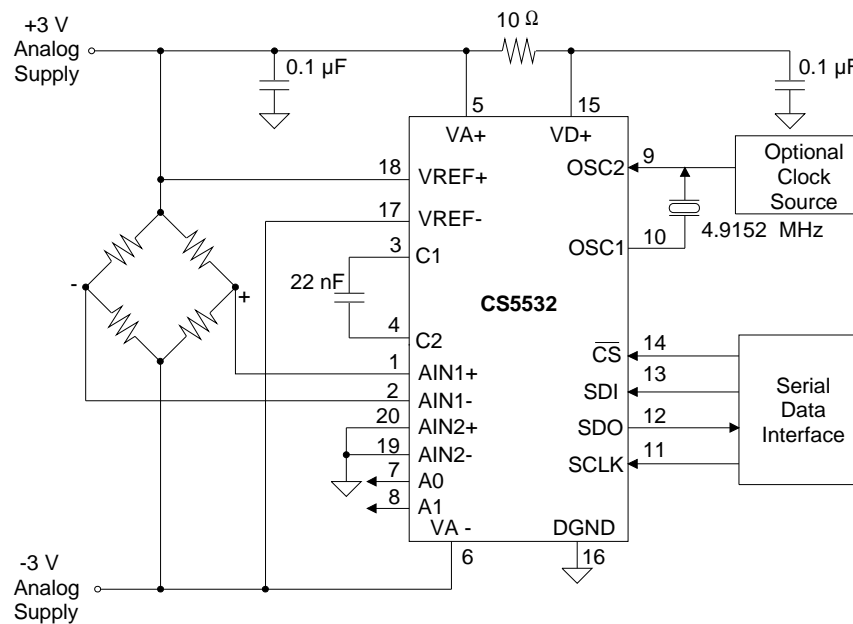 +3 V
Analog
Supply
10 Ω
0.1 µF
0.1 µF
5
15
VA+
VD+
18
VREF+
OSC2
9
Optional
Clock
Source
17
VREF-
3
C1
OSC1
10
4.9152 MHz
22 nF
CS5532
4
C2
-
+
1
AIN1+
2
AIN1-
20
AIN2+
19
AIN2-
7
A0
8
A1
CS
14
SDI
13
SDO
12
SCLK
11
Serial
Data
Interface
VA -
DGND
6
16
-3 V
Analog
Supply